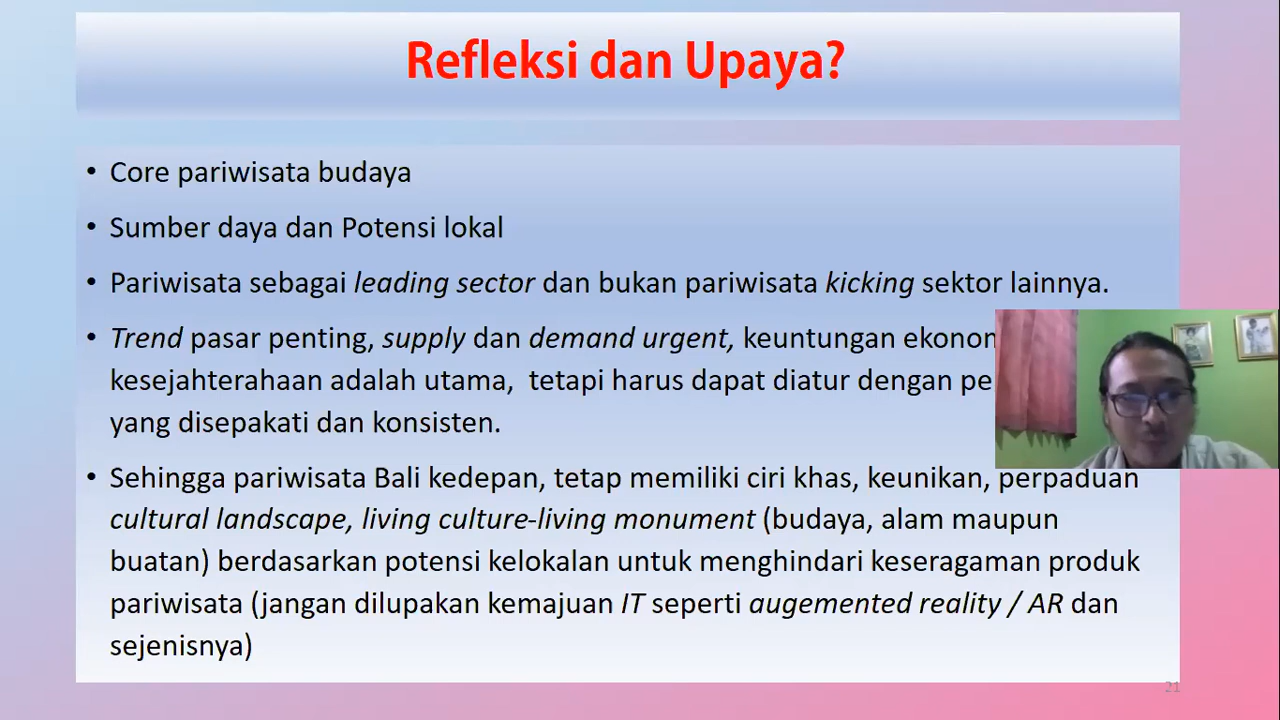 Refleksi dan Upaya?
• Core pariwisata budaya
• Sumber daya dan Potensi lokal
• Pariwisata sebagai leading sector dan bukan pariwisata kicking sektor lainnya.
• Trend pasar penting, supply dan demand urgent, keuntungan
kesejahterahaan adalah utama, tetapi harus dapat diatur dengan
yang disepakati dan konsisten.
• Sehingga pariwisata Bali kedepan, tetap memiliki ciri khas, keunikan, perpaduan
cultural landscape, living culture-living monument (budaya, alam maupun
buatan) berdasarkan potensi kelokalan untuk menghindari keseragaman produk
pariwisata (jangan dilupakan kemajuan IT seperti augemented reality / AR dan
sejenisnya)
21